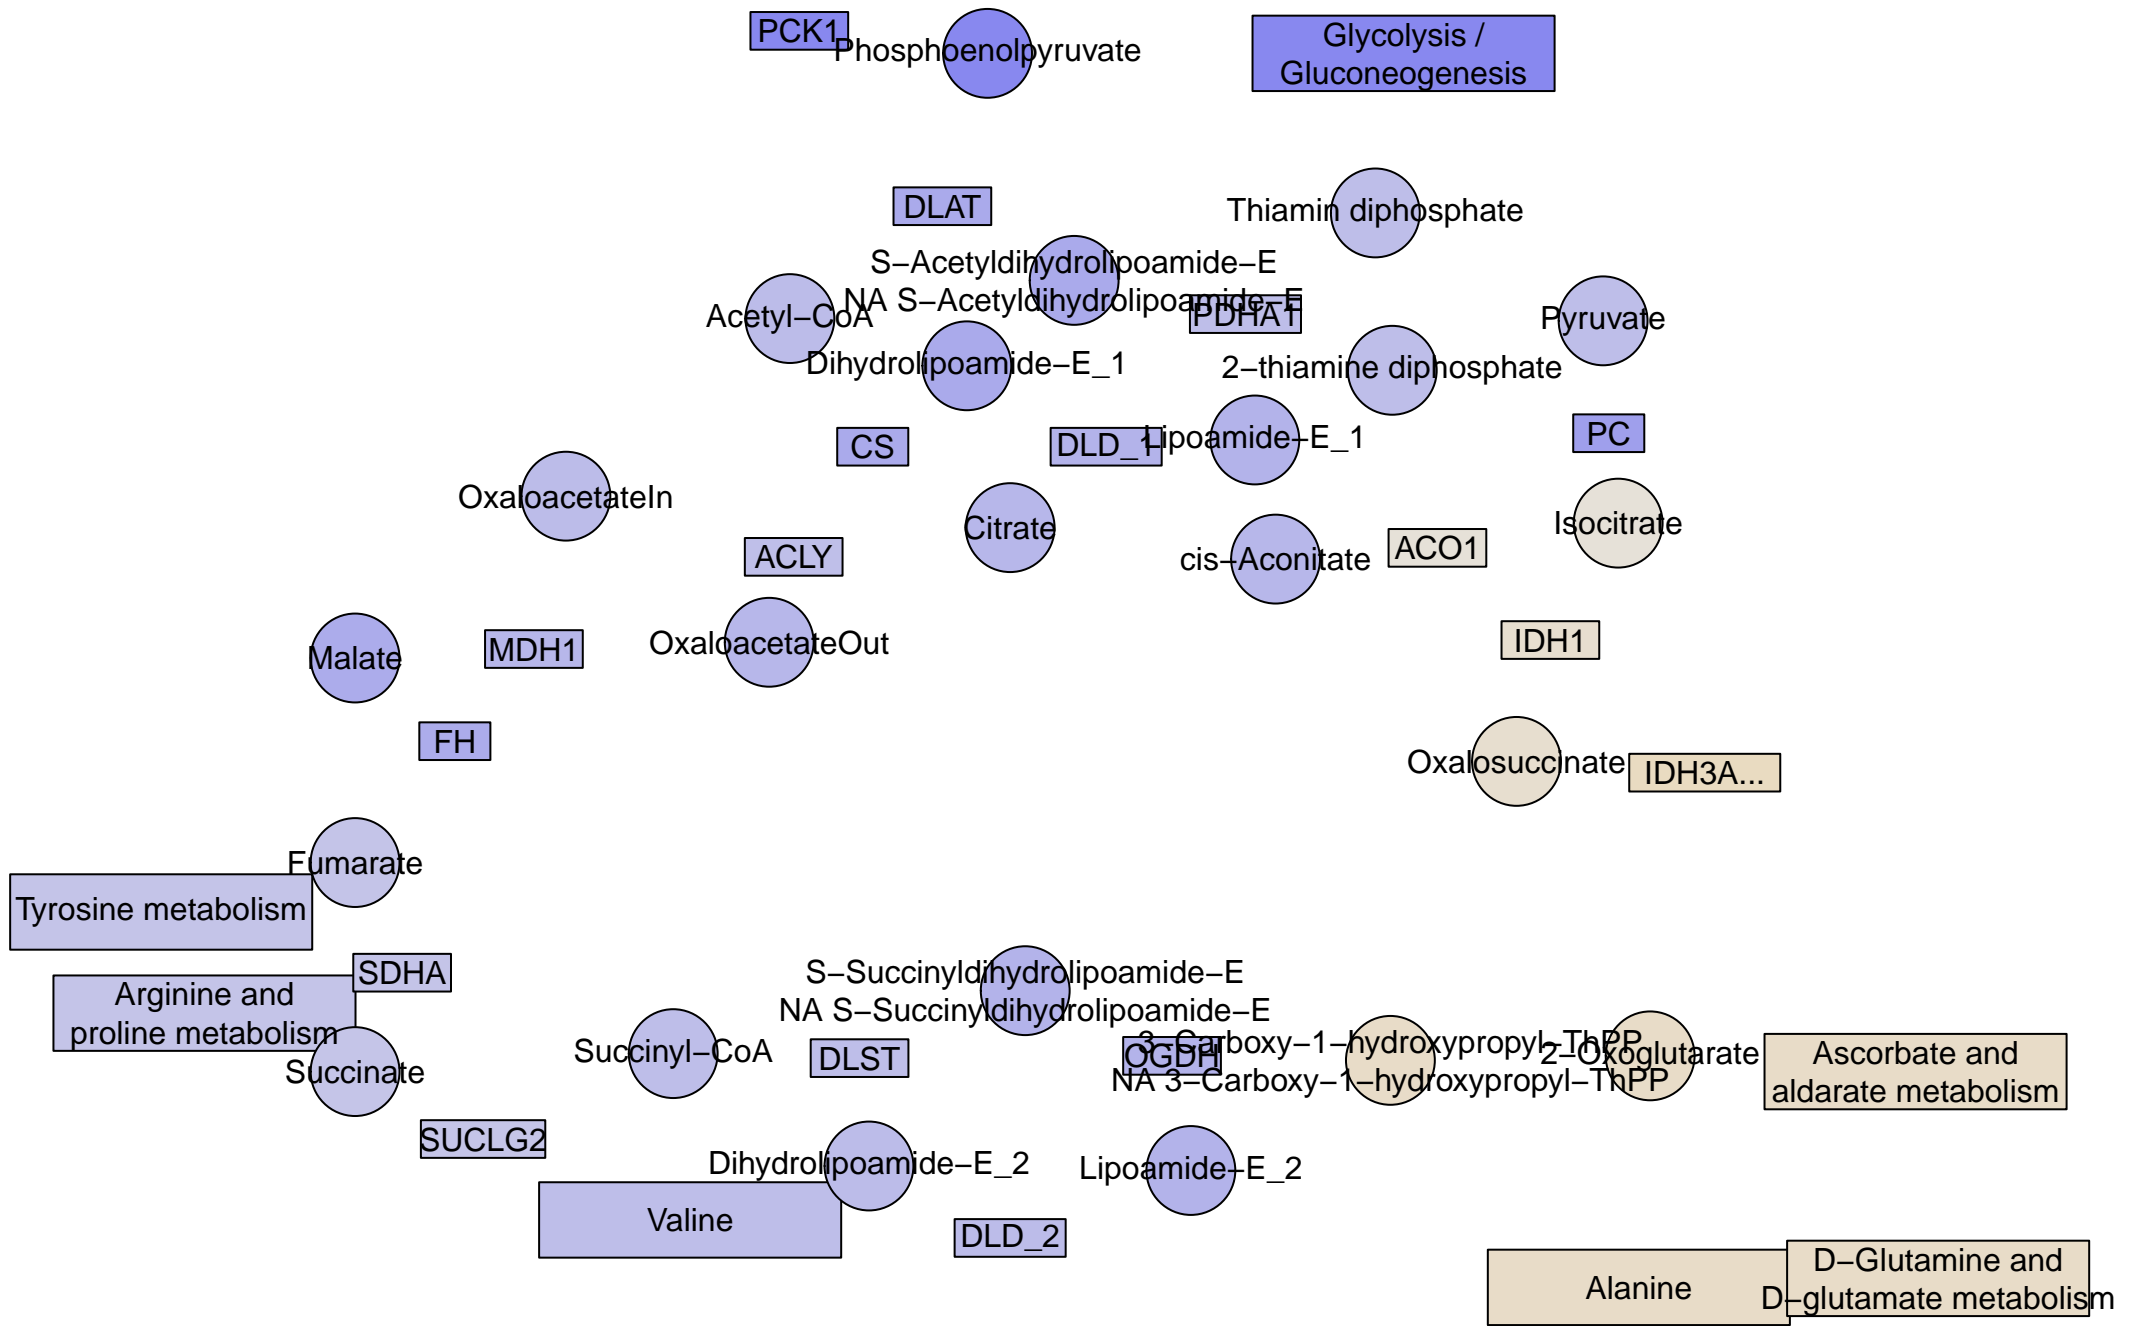 PCK1
Phosphoenolpyruvate
Glycolysis /
Gluconeogenesis
DLAT
Thiamin diphosphate
S−Acetyldihydrolipoamide−E
NA S−Acetyldihydrolipoamide−E
Acetyl−CoA
PDHA1
Pyruvate
Dihydrolipoamide−E_1
2−thiamine diphosphate
CS
DLD_1
Lipoamide−E_1
PC
OxaloacetateIn
Citrate
Isocitrate
ACLY
cis−Aconitate
ACO1
Malate
MDH1
OxaloacetateOut
IDH1
FH
Oxalosuccinate
IDH3A...
Fumarate
Tyrosine metabolism
SDHA
Arginine and
proline metabolism
Succinate
S−Succinyldihydrolipoamide−E
NA S−Succinyldihydrolipoamide−E
Succinyl−CoA
DLST
OGDH
3−Carboxy−1−hydroxypropyl−ThPP
NA 3−Carboxy−1−hydroxypropyl−ThPP
2−Oxoglutarate
Ascorbate and
aldarate metabolism
SUCLG2
Dihydrolipoamide−E_2
Lipoamide−E_2
Valine
DLD_2
Alanine
D−Glutamine and
D−glutamate metabolism